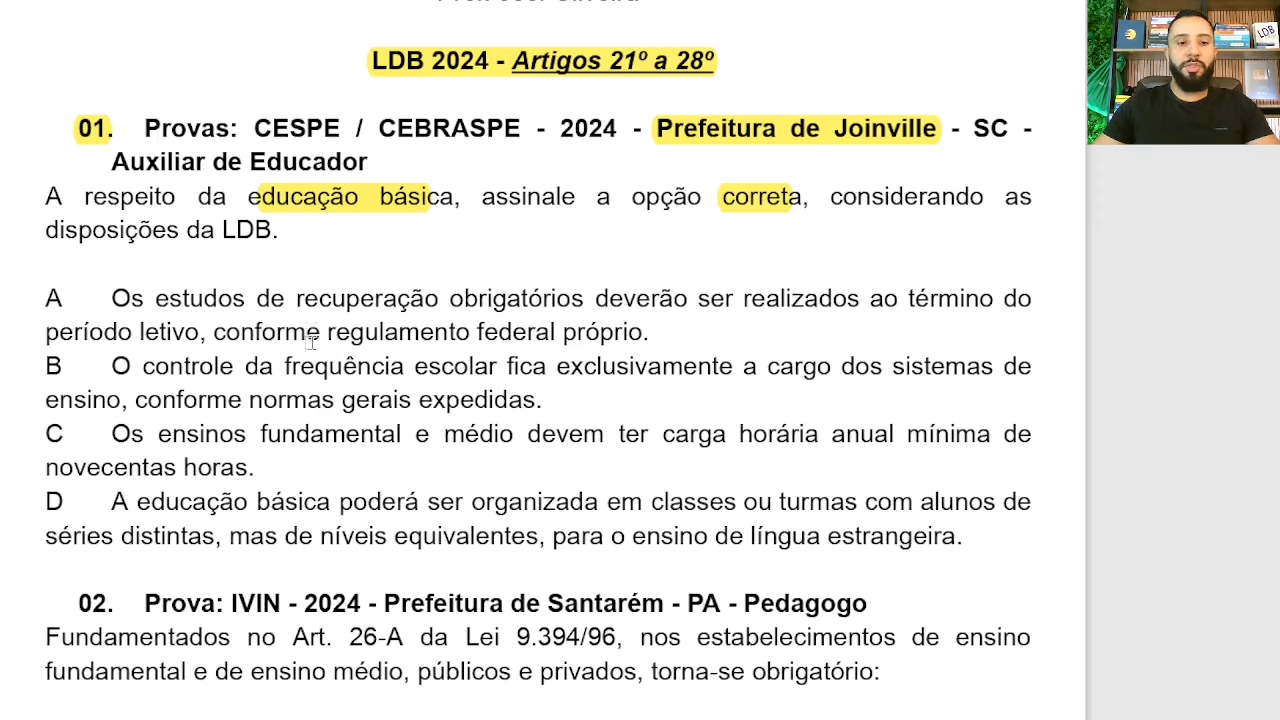 LDB 2024 - Artigos 21º a 28º
01. Provas: CESPE / CEBRASPE - 2024 - Prefeitura de Joinville - SC -
Auxiliar de Educador
A respeito da educação básica, assinale a opção correta, considerando as
disposições da LDB.
A Os estudos de recuperação obrigatórios deverão ser realizados ao término do
período letivo, conforme regulamento federal próprio.
B O controle da frequência escolar fica exclusivamente a cargo dos sistemas de
ensino, conforme normas gerais expedidas.
C Os ensinos fundamental e médio devem ter carga horária anual mínima de
novecentas horas.
D A educação básica poderá ser organizada em classes ou turmas com alunos de
séries distintas, mas de níveis equivalentes, para o ensino de língua estrangeira.
02. Prova: IVIN - 2024 - Prefeitura de Santarém - PA - Pedagogo
Fundamentados no Art. 26-A da Lei 9.394/96, nos estabelecimentos de ensino
fundamental e de ensino médio, públicos e privados, torna-se obrigatório:
LDB